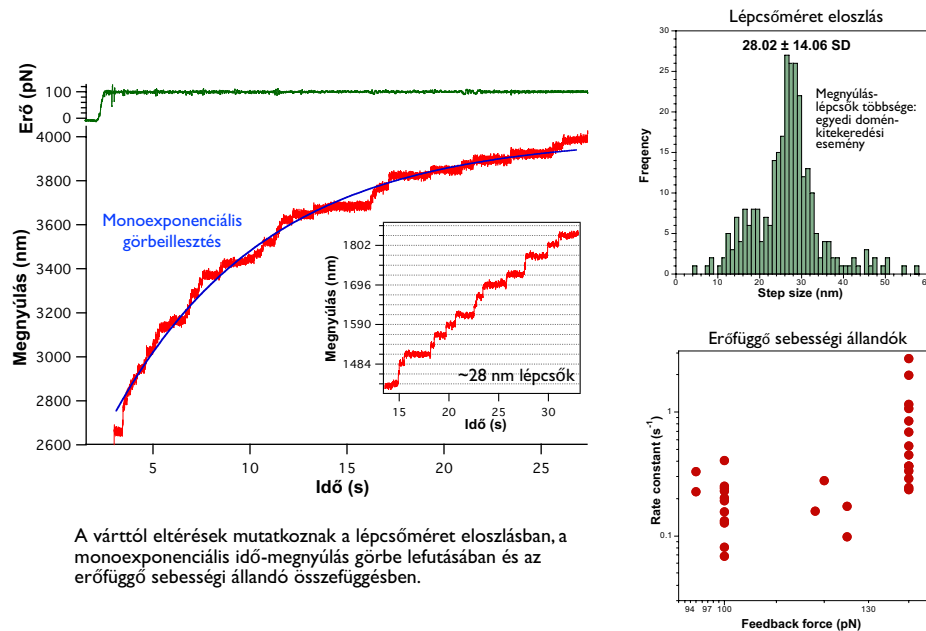 Lépcsőméret eloszlás
28.02 ± 14.06 SD
Megnyúlás-
lépcsők többsége:
egyedi domén-
kitekeredési
esemény
30
25
20
15
10
5
0
Freqency
0 10 20 30 40 50 60
Step size (nm)
Erő (pN)
100
0
4000
3800
3600
3400
3200
3000
2800
2600
Megnyúlás (nm)
Monoexponenciális
görbeillesztés
5 10 15 20 25
Idő (s)
1802
1696
1590
1484
Megnyúlás (nm)
~28 nm lépcsők
15 20 25 30
Idő (s)
Erőfüggő sebességi állandók
1
0.1
Rate constant (s-1)
94 97 100 130
Feedback force (pN)
A várttól eltérések mutatkoznak a lépcsőméret eloszlásban, a
monoexponenciális idő-megnyúlás görbe lefutásában és az
erőfüggő sebességi állandó összefüggésben.